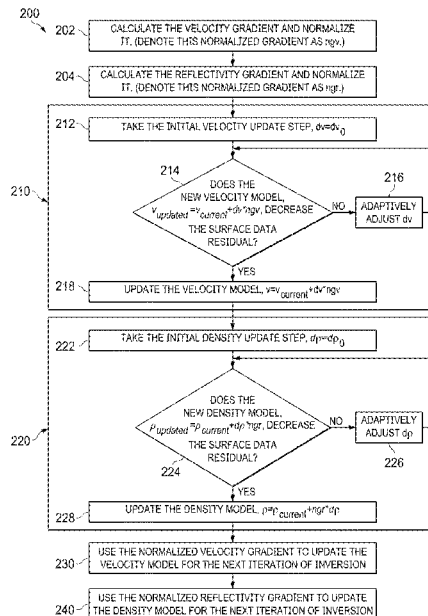 200
202
CALCULATE THE VELOCITY GRADIENT AND NORMALIZE
IT. (DENOTE THIS NORMALIZED GRADIENT AS ngv.)
204
CALCULATE THE REFLECTIVITY GRADIENT AND NORMALIZE
IT. (DENOTE THIS NORMALIZED GRADIENT AS ngr.)
210
212
TAKE THE INITIAL VELOCITY UPDATE STEP, dv=dv0
214
DOES THE
NEW VELOCITY MODEL,
vupdated=vcurrent+dv*ngv, DECREASE
THE SURFACE DATA
RESIDUAL?
NO
216
ADAPTIVELY
ADJUST dv
YES
218
UPDATE THE VELOCITY MODEL, v=vcurrent+dv*ngv
220
222
TAKE THE INITIAL DENSITY UPDATE STEP, dρ=dρ0
DOES THE
NEW DENSITY MODEL,
ρupdated=ρcurrent+dρ*ngr, DECREASE
THE SURFACE DATA
RESIDUAL?
224
NO
ADAPTIVELY
ADJUST dρ
226
YES
228
UPDATE THE DENSITY MODEL, ρ=ρcurrent+ngr*dρ
230
USE THE NORMALIZED VELOCITY GRADIENT TO UPDATE THE
VELOCITY MODEL FOR THE NEXT ITERATION OF INVERSION
240
USE THE NORMALIZED REFLECTIVITY GRADIENT TO UPDATE
THE DENSITY MODEL FOR THE NEXT ITERATION OF INVERSION